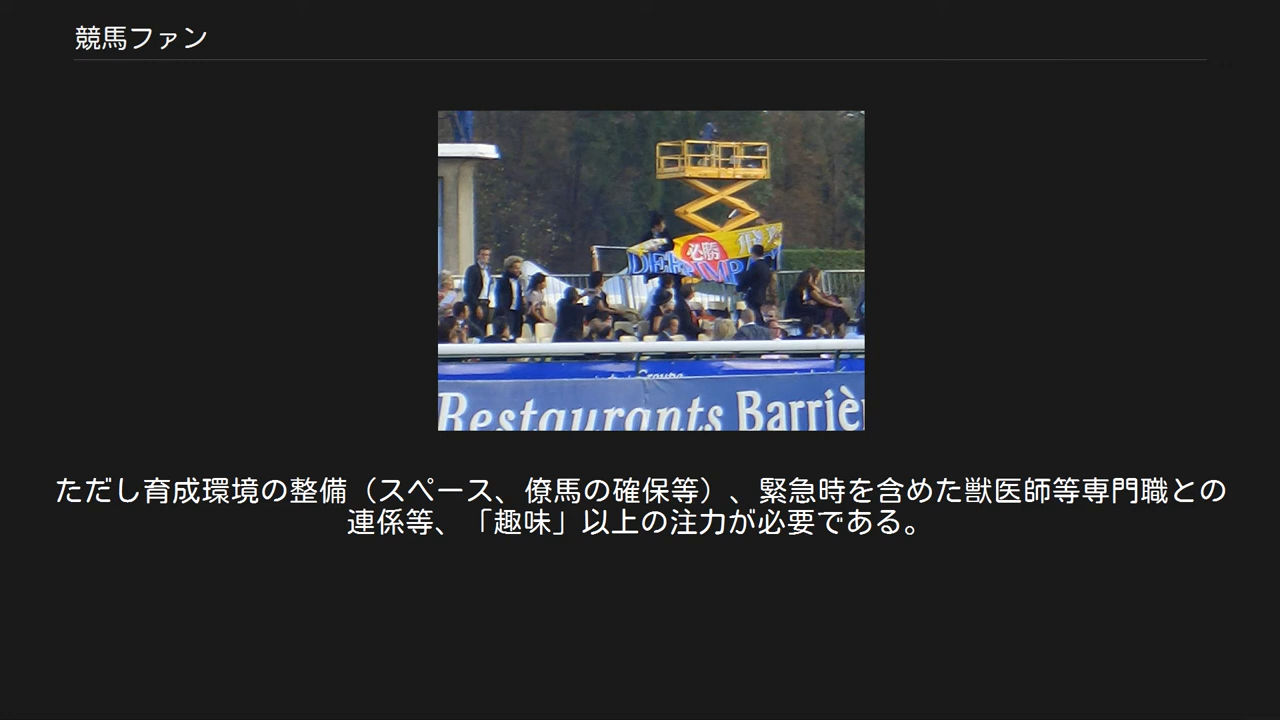 競馬ファン
必勝
DEEP IMPA
Groupe
Restaurants Barriè
ただし育成環境の整備（スペース、僚馬の確保等）、緊急時を含めた獣医師等専門職との
連係等、「趣味」以上の注力が必要である。